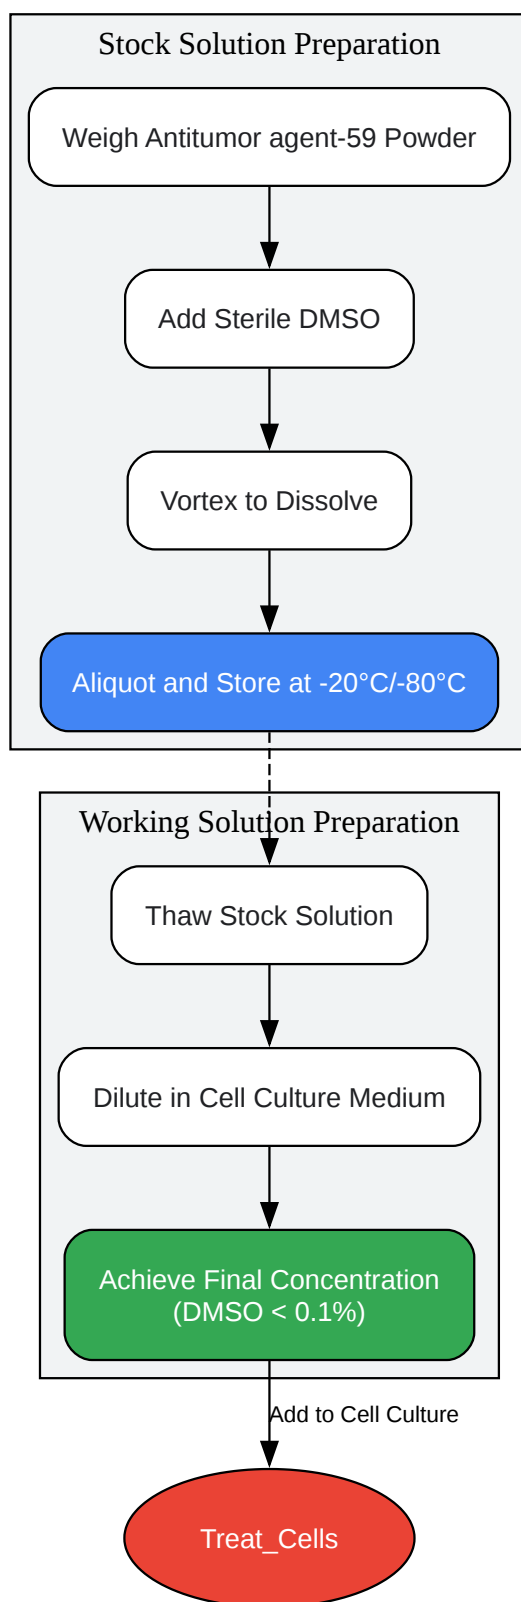 Stock Solution Preparation
Weigh Antitumor agent-59 Powder
Add Sterile DMSO
Vortex to Dissolve
Aliquot and Store at -20°C/-80°C
Working Solution Preparation
Thaw Stock Solution
Dilute in Cell Culture Medium
Achieve Final Concentration
(DMSO < 0.1%)
Add to Cell Culture
Treat_Cells